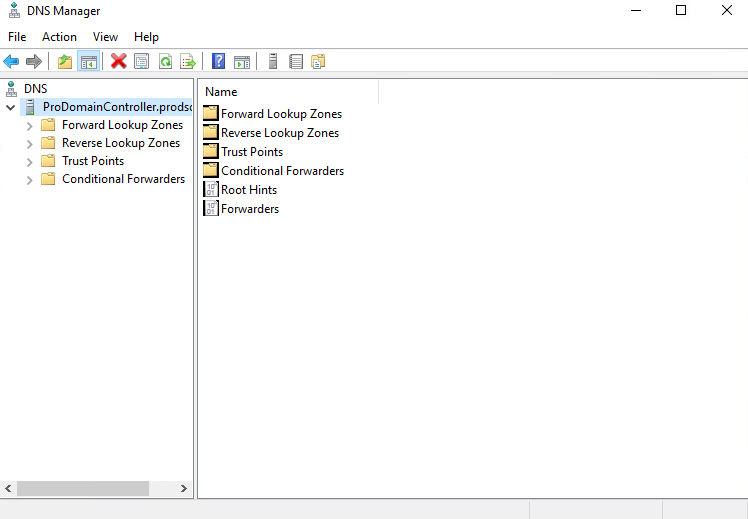 DNS Manager
File Action View Help
DNS
ProDomainController.prodsc
Forward Lookup Zones
Reverse Lookup Zones
Trust Points
Conditional Forwarders
Name
Forward Lookup Zones
Reverse Lookup Zones
Trust Points
Conditional Forwarders
Root Hints
Forwarders